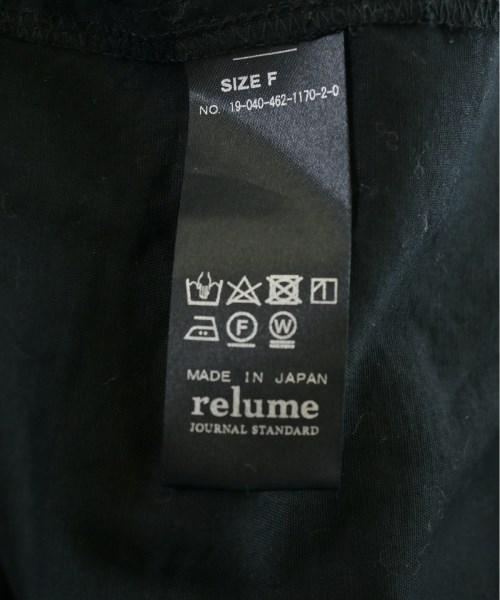 SIZE F
NO. 19-040-462-1170-2-0
F W
MADE IN JAPAN
relume
JOURNAL STANDARD